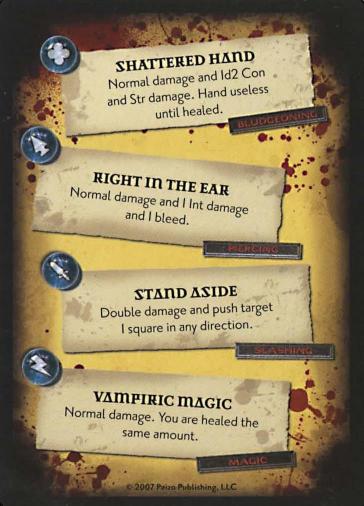 SHATTERED HAND
Normal damage and 1d2 Con
and Str damage. Hand useless
until healed.
BLUDGEONING
RIGHT IN THE EAR
Normal damage and 1 Int damage
and 1 bleed.
PIERCING
STAND ASIDE
Double damage and push target
1 square in any direction.
SLASHING
VAMPIRIC MAGIC
Normal damage. You are healed the
same amount.
MAGIC
© 2007 Paizo Publishing, LLC